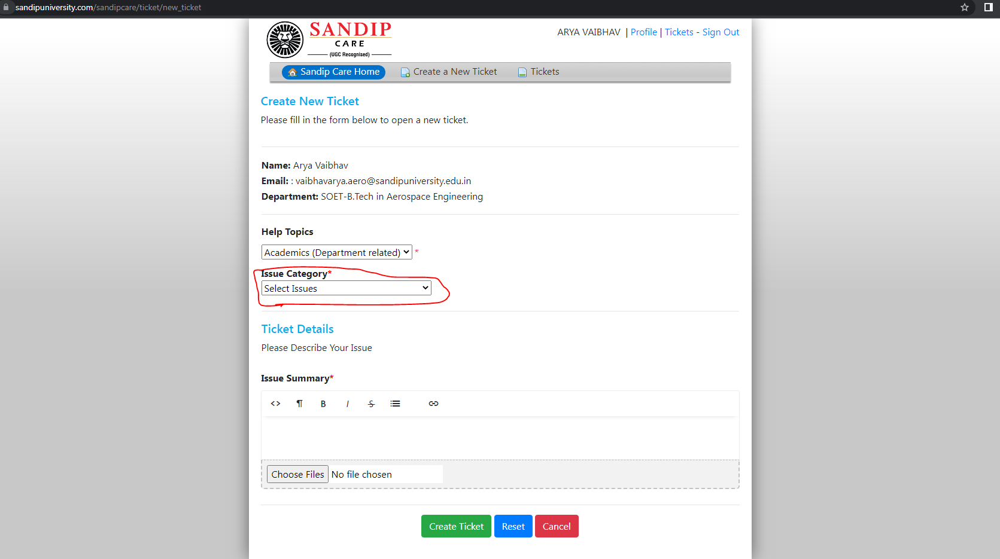 sandipuniversity.com/sandipcare/ticket/new_ticket
SANDIP
CARE
(UGC Recognised)
ARYA VAIBHAV | Profile | Tickets - Sign Out
Sandip Care Home Create a New Ticket Tickets
Create New Ticket
Please fill in the form below to open a new ticket.
Name: Arya Vaibhav
Email: : vaibhavarya.aero@sandipuniversity.edu.in
Department: SOET-B.Tech in Aerospace Engineering
Help Topics
Academics (Department related) *
Issue Category*
Select Issues
Ticket Details
Please Describe Your Issue
Issue Summary*
<> ¶ B I S
Choose Files No file chosen
Create Ticket Reset Cancel